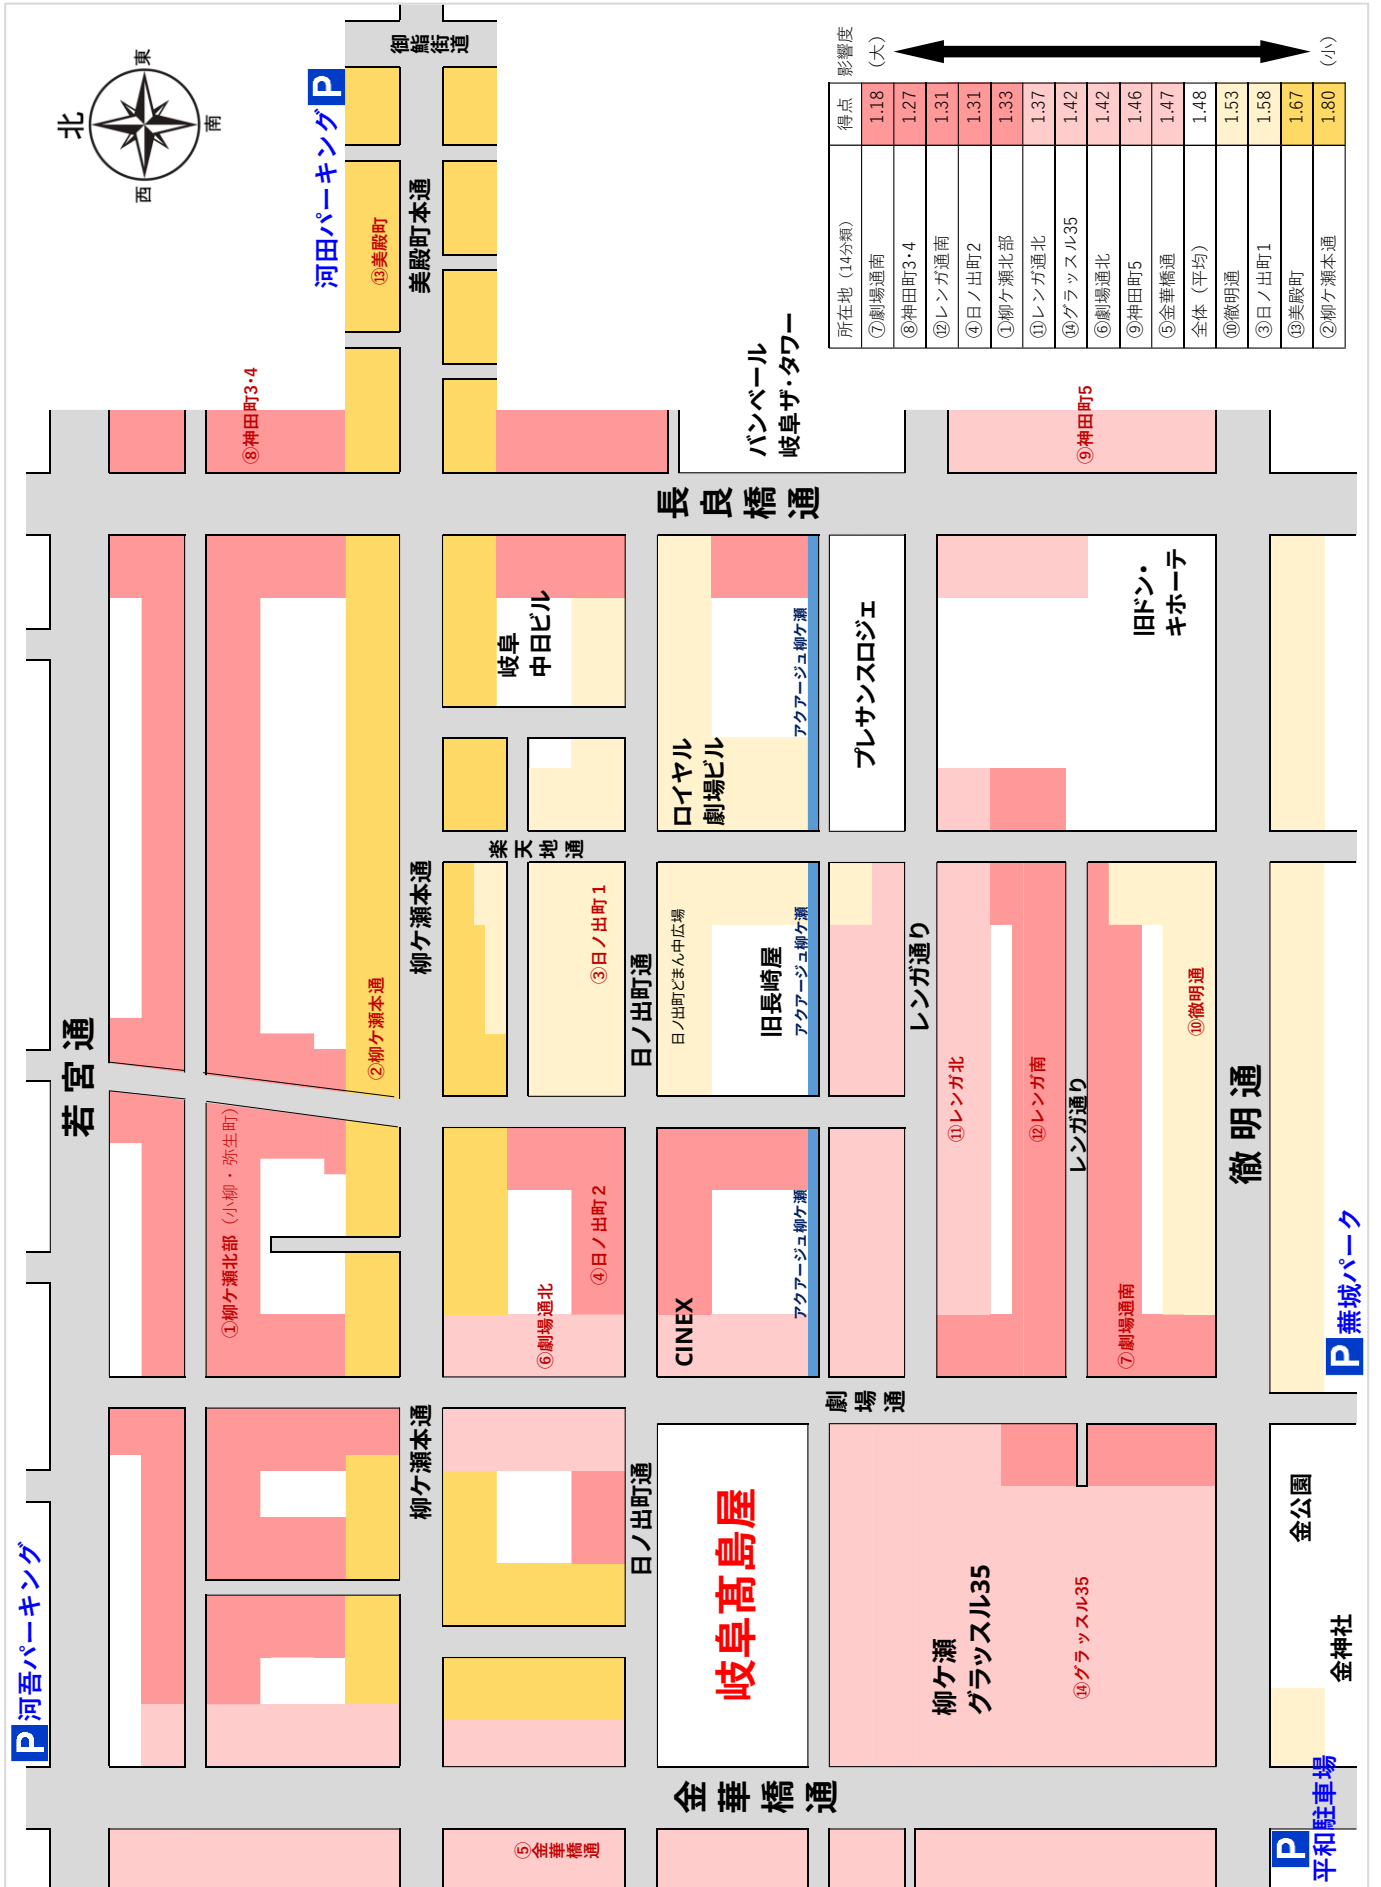 北
東
西
南
河吾パーキング
P
若宮通
①柳ケ瀬北部（小柳・弥生町）
⑧神田町3・4
P
河田パーキング
御鮨街道
⑬美殿町
美殿町本通
②柳ケ瀬本通
柳ケ瀬本通
柳ケ瀬本通
⑤金華橋通
⑥劇場通北
④日ノ出町２
③日ノ出町１
楽天地通
岐阜
中日ビル
日ノ出町通
日ノ出町通
金華橋通
岐阜髙島屋
CINEX
日ノ出町どまん中広場
旧長崎屋
ロイヤル
劇場ビル
長良橋通
バンベール
岐阜ザ・タワー
アクアージュ柳ケ瀬
アクアージュ柳ケ瀬
アクアージュ柳ケ瀬
劇場通
プレサンスロジェ
レンガ通り
柳ケ瀬
グラッスル35
⑪レンガ北
⑫レンガ南
⑭グラッスル35
レンガ通り
⑨神田町5
⑦劇場通南
旧ドン・
キホーテ
⑩徹明通
徹明通
金公園
金神社
P
蕪城パーク
P
平和駐車場
所在地（14分類） 得点 影響度
⑦劇場通南 1.18 （大）
⑧神田町3・4 1.27
⑫レンガ通南 1.31
④日ノ出町2 1.31
①柳ケ瀬北部 1.33
⑪レンガ通北 1.37
⑭グラッスル35 1.42
⑥劇場通北 1.42
⑨神田町5 1.46
⑤金華橋通 1.47
全体（平均） 1.48
⑩徹明通 1.53
③日ノ出町1 1.58
⑬美殿町 1.67
②柳ケ瀬本通 1.80 （小）